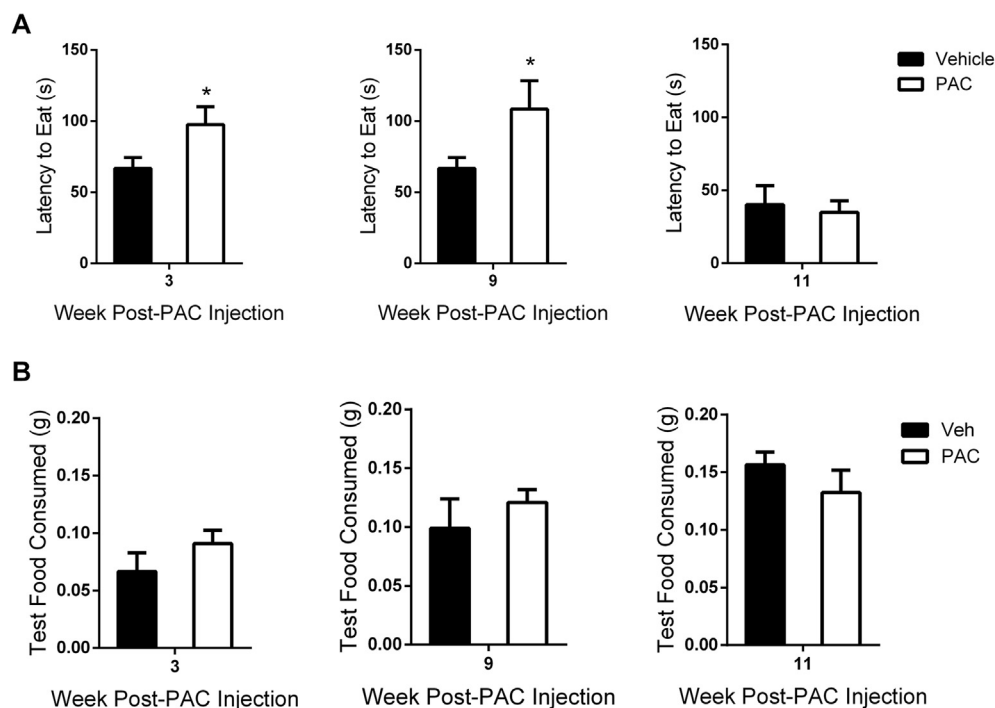 A
Latency to Eat (s)
150
100
50
0
*
3
Week Post-PAC Injection
Latency to Eat (s)
150
100
50
0
*
9
Week Post-PAC Injection
Latency to Eat (s)
150
100
50
0
11
Week Post-PAC Injection
Vehicle
PAC
B
Test Food Consumed (g)
0.20
0.15
0.10
0.05
0.00
3
Week Post-PAC Injection
Test Food Consumed (g)
0.20
0.15
0.10
0.05
0.00
9
Week Post-PAC Injection
Test Food Consumed (g)
0.20
0.15
0.10
0.05
0.00
11
Week Post-PAC Injection
Veh
PAC